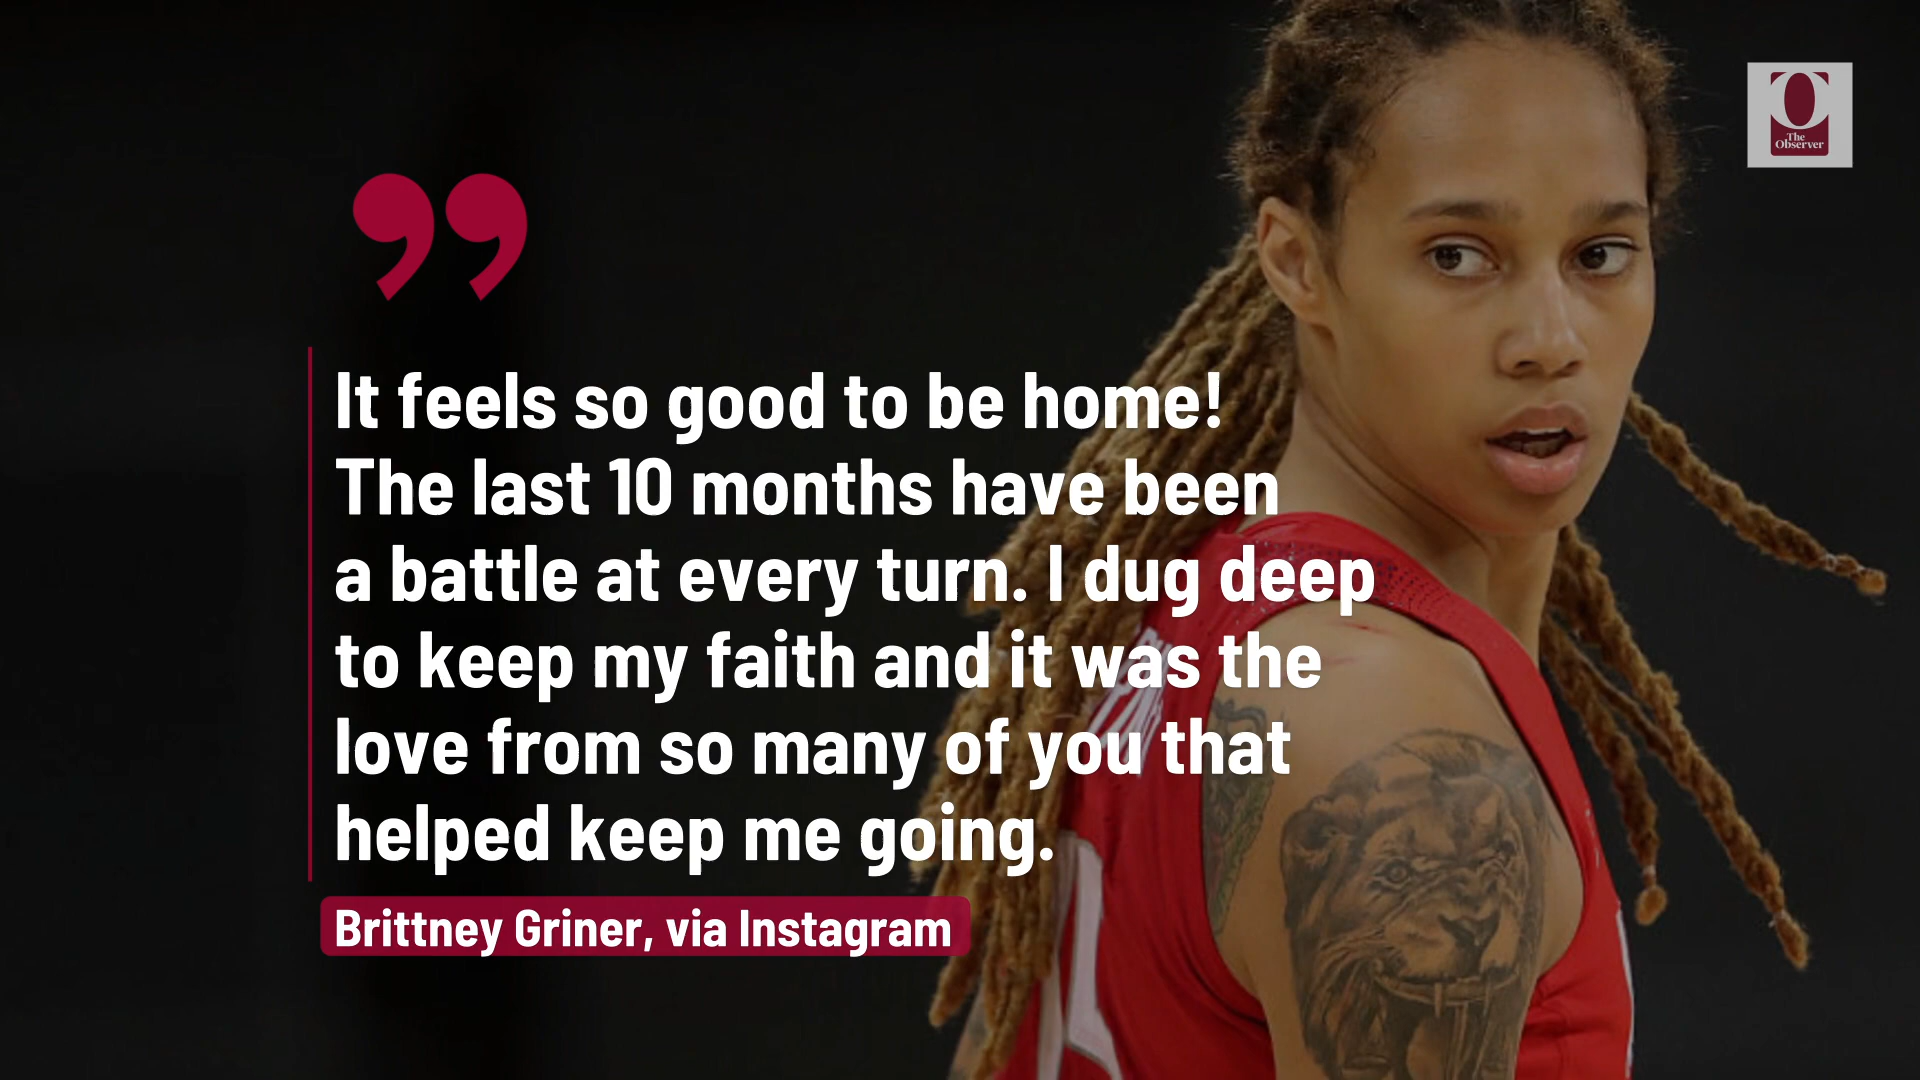 The
Observer
”
It feels so good to be home!
The last 10 months have been
a battle at every turn. I dug deep
to keep my faith and it was the
love from so many of you that
helped keep me going.
Brittney Griner, via Instagram